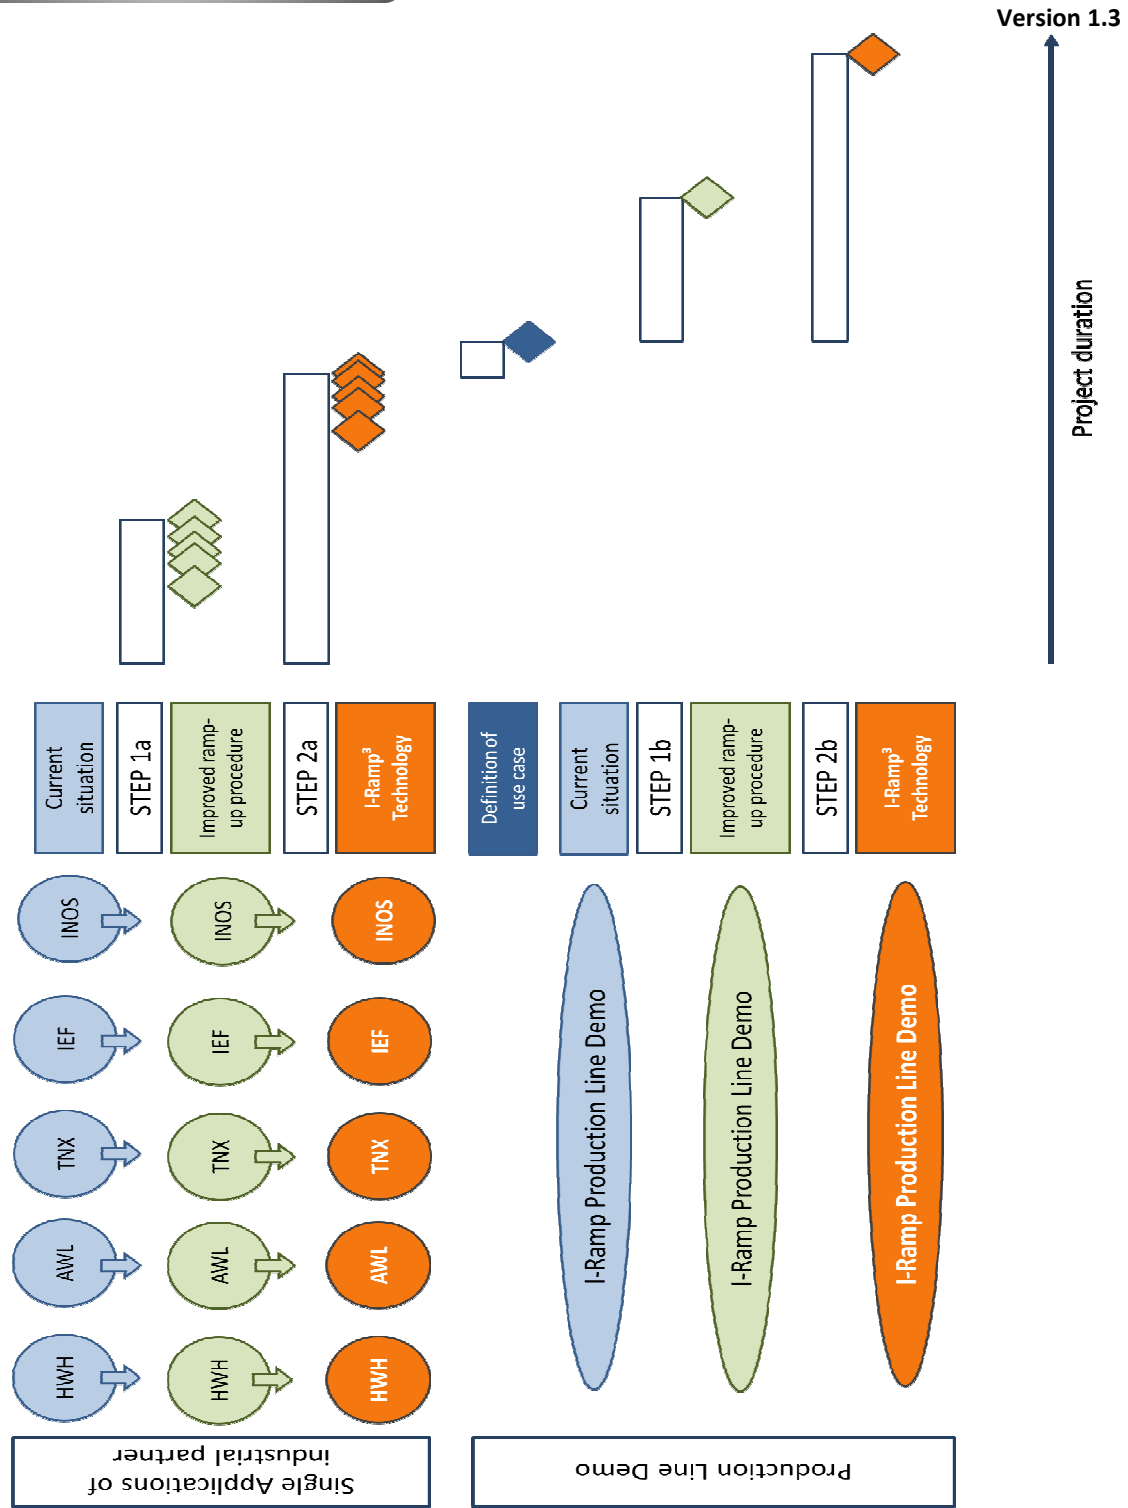 Version 1.3
Single Applications of
industrial partner
HWH
AWL
TNX
IEF
INOS
Current
situation
STEP 1a
HWH
AWL
TNX
IEF
INOS
Improved ramp-
up procedure
STEP 2a
HWH
AWL
TNX
IEF
INOS
I-Ramp³
Technology
Production Line Demo
Definition of
use case
I-Ramp Production Line Demo
Current
situation
STEP 1b
I-Ramp Production Line Demo
Improved ramp-
up procedure
STEP 2b
I-Ramp Production Line Demo
I-Ramp³
Technology
Project duration